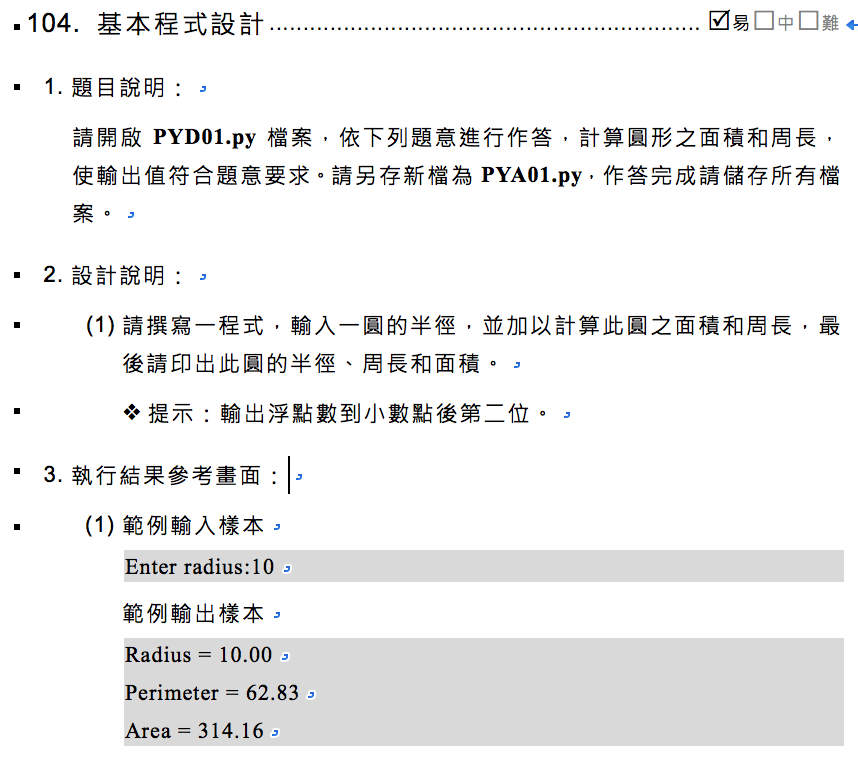 104. 基本程式設計................................................................ ☑易☐中☐難
1. 題目說明：
請開啟 PYD01.py 檔案，依下列題意進行作答，計算圓形之面積和周長，
使輸出值符合題意要求。請另存新檔為 PYA01.py，作答完成請儲存所有檔
案。
2. 設計說明：
(1) 請撰寫一程式，輸入一圓的半徑，並加以計算此圓之面積和周長，最
後請印出此圓的半徑、周長和面積。
❖ 提示：輸出浮點數到小數點後第二位。
3. 執行結果參考畫面：
(1) 範例輸入樣本
Enter radius:10
範例輸出樣本
Radius = 10.00
Perimeter = 62.83
Area = 314.16